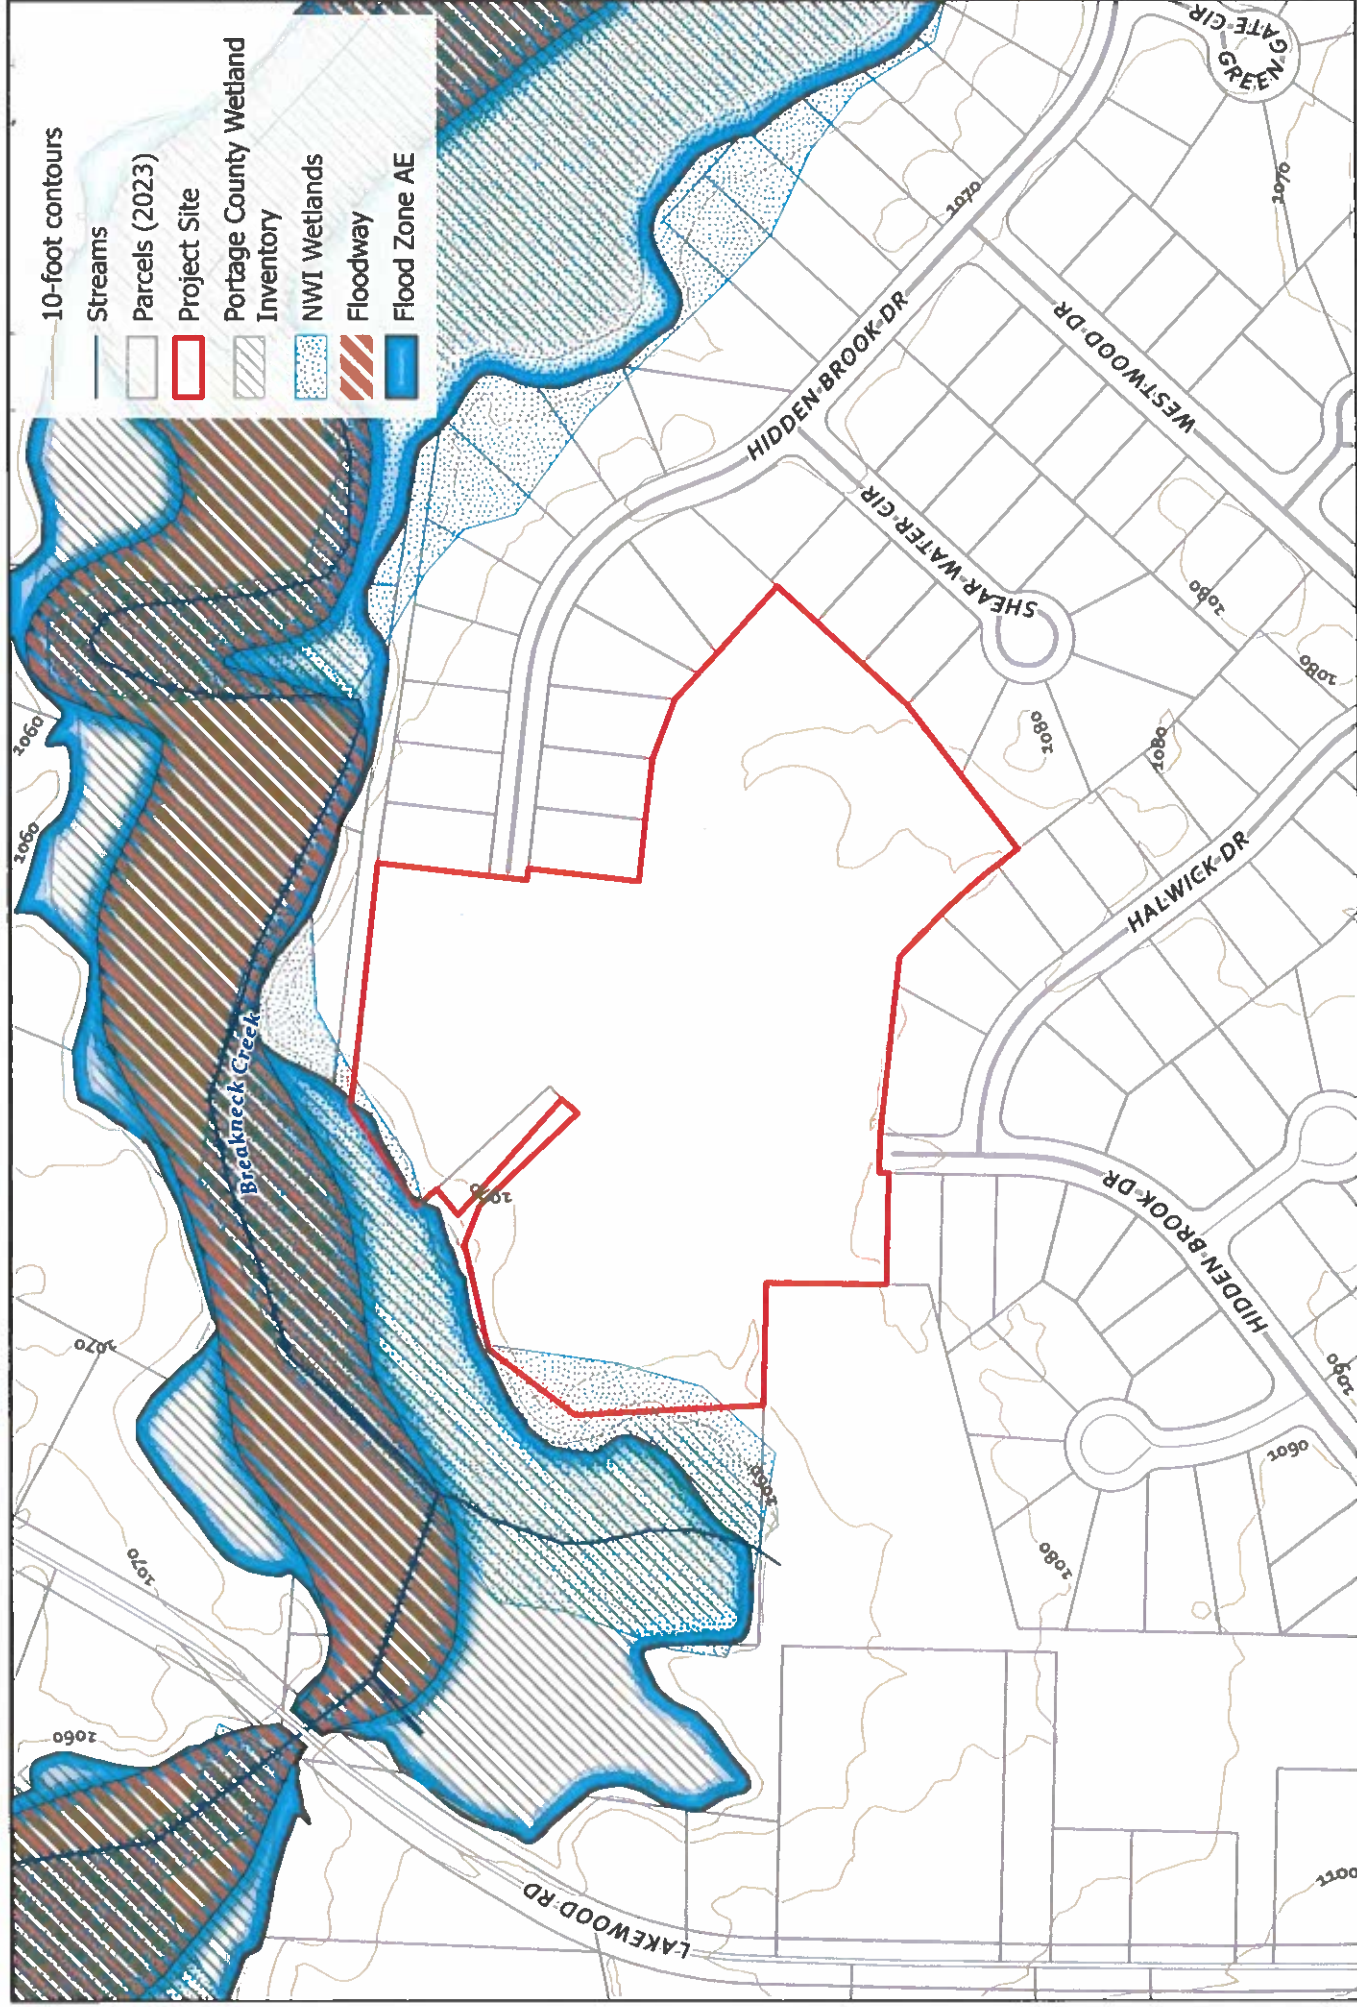 10-foot contours
Streams
Parcels (2023)
Project Site
Portage County Wetland
Inventory
NWI Wetlands
Floodway
Flood Zone AE
GREEN-GATE-CIR
1070
1070
HIDDEN-BROOK-DR
WESTWOOD-DR
SHEAR-WATER-CIR
1080
1080
1080
1080
HALWICK-DR
1060
1060
Breakneck Creek
1070
HIDDEN-BROOK-DR
1070
1070
1060
1060
1090
1090
1080
LAKEWOOD-RD
1100